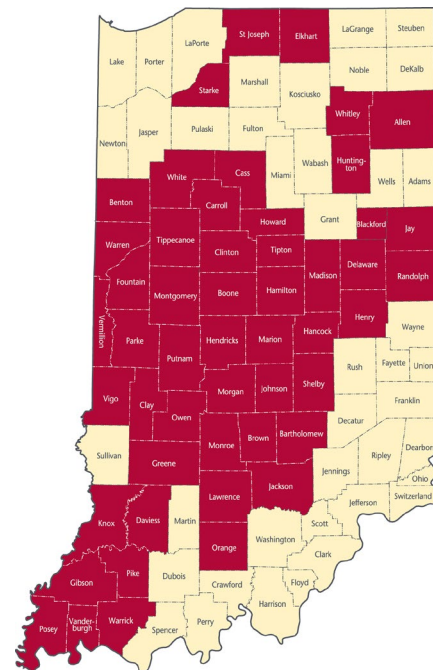 St Joseph
Elkhart
LaGrange
Steuben
LaPorte
Lake
Porter
Noble
DeKalb
Starke
Marshall
Kosciusko
Whitley
Allen
Newton
Jasper
Pulaski
Fulton
Wabash
Hunting-
ton
Miami
Wells
Adams
White
Cass
Carroll
Benton
Howard
Grant
Blackford
Jay
Warren
Tippecanoe
Clinton
Tipton
Delaware
Madison
Randolph
Fountain
Montgomery
Boone
Hamilton
Henry
Wayne
Vermilion
Parke
Putnam
Hendricks
Marion
Hancock
Rush
Fayette
Union
Vigo
Clay
Owen
Morgan
Johnson
Shelby
Franklin
Decatur
Sullivan
Greene
Monroe
Brown
Bartholomew
Jennings
Ripley
Dearborn
Ohio
Switzerland
Jefferson
Lawrence
Jackson
Knox
Daviess
Martin
Orange
Washington
Scott
Clark
Gibson
Pike
Dubois
Crawford
Floyd
Harrison
Posey
Vander-
burgh
Warrick
Spencer
Perry